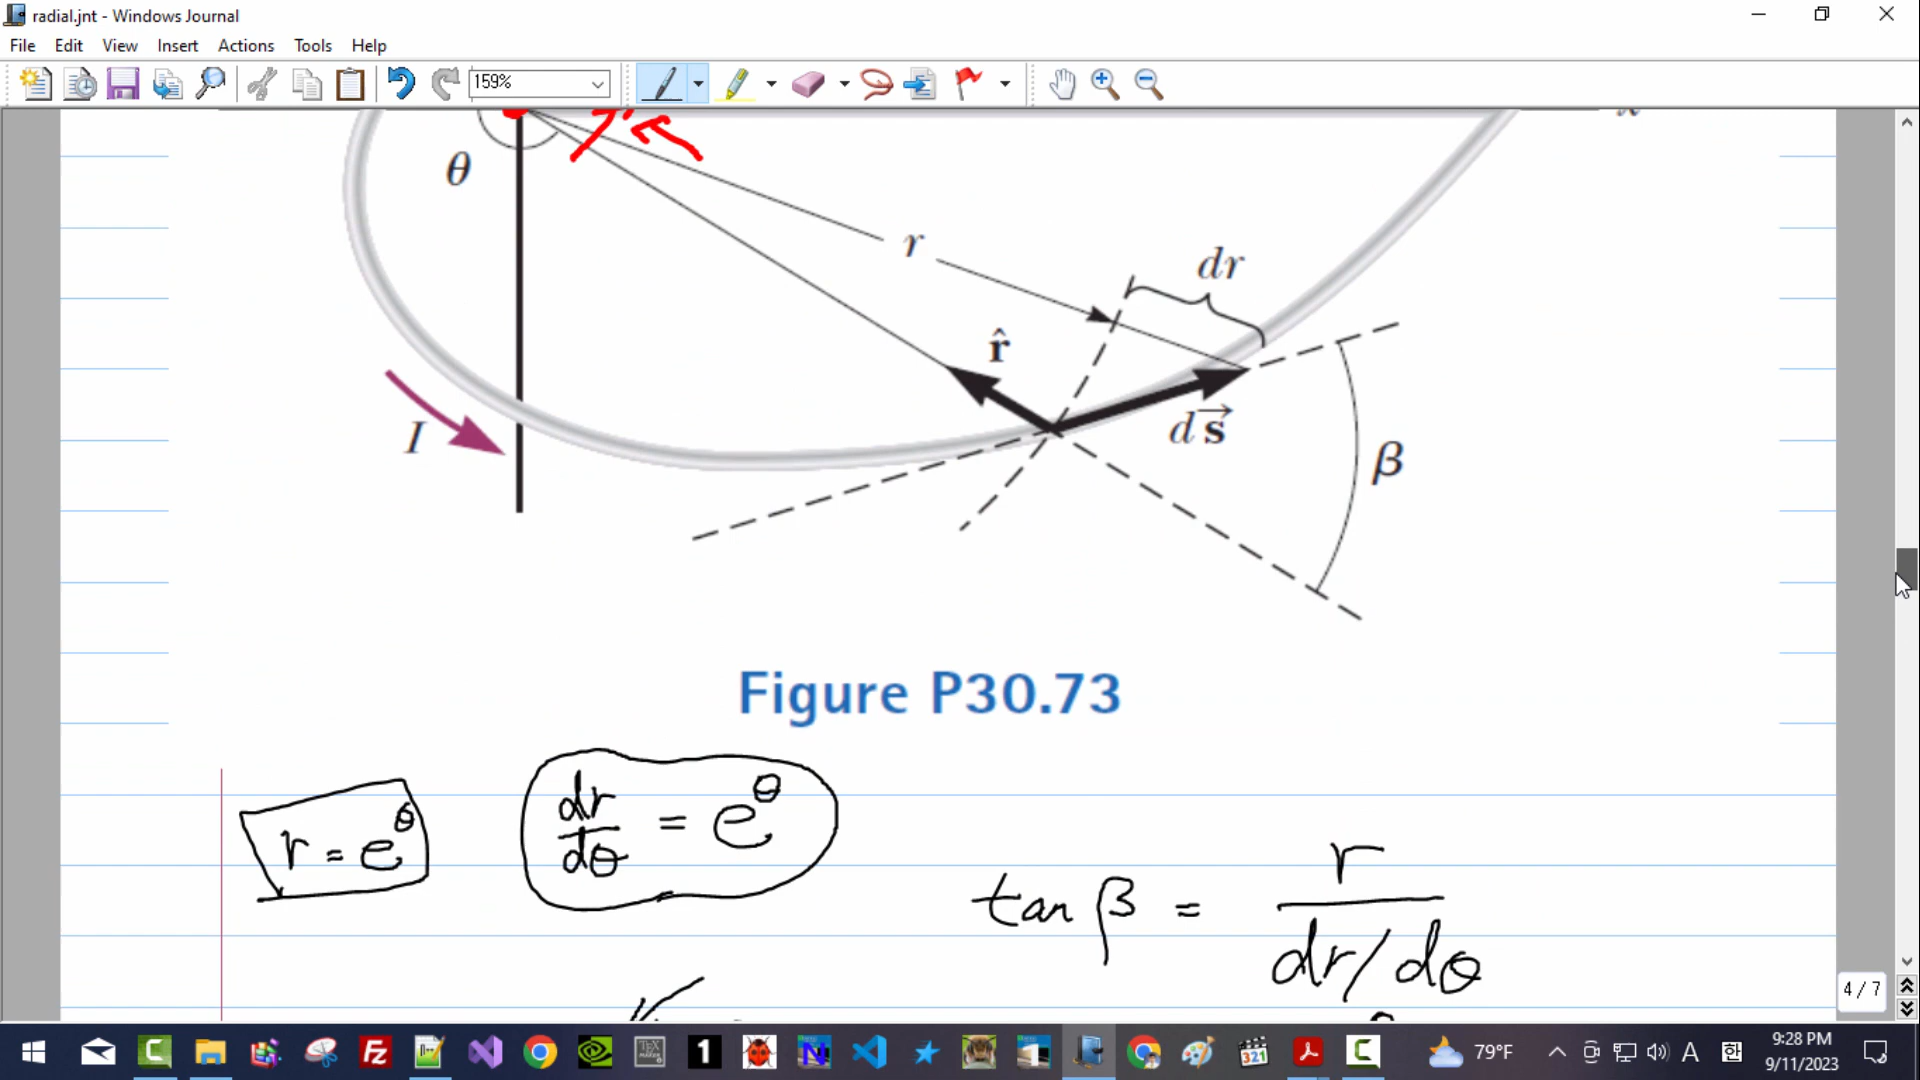 radial.jnt - Windows Journal
File Edit View Insert Actions Tools Help
159%
x
θ
r
dr
r̂
I
ds⃗
β
Figure P30.73
r = e^θ
dr/dθ = e^θ
tan β = r / (dr/dθ)
4 / 7
79°F
A
한
9:28 PM
9/11/2023